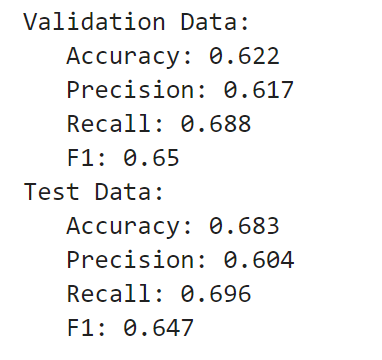 Validation Data:
Accuracy: 0.622
Precision: 0.617
Recall: 0.688
F1: 0.65
Test Data:
Accuracy: 0.683
Precision: 0.604
Recall: 0.696
F1: 0.647